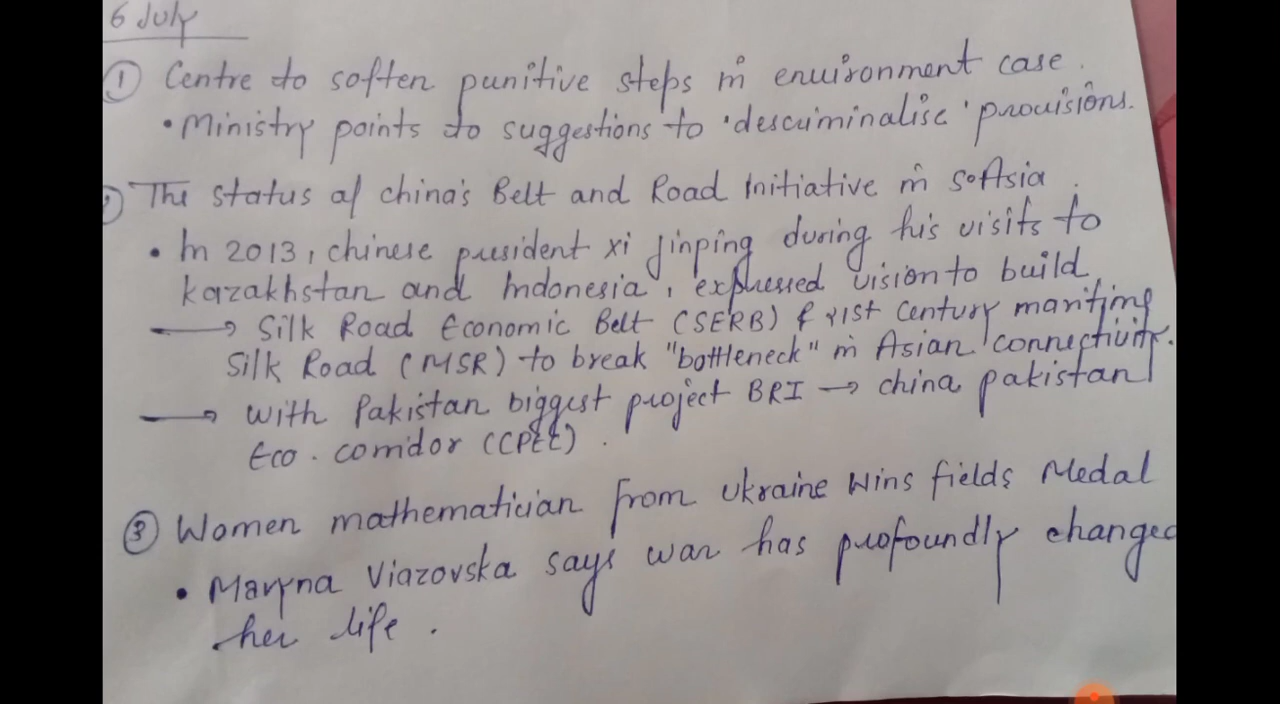 6 July
① Centre to soften punitive steps in environment case.
• Ministry points to suggestions to 'descriminalise' provisions.
The status of china's Belt and Road Initiative in S.Asia.
• In 2013, chinese president xi jinping during his visits to
kazakhstan and Indonesia, expressed vision to build
→ Silk Road Economic Belt (SERB) & 21st Century maritime
Silk Road (MSR) to break "bottleneck" in Asian connectivity.
→ with Pakistan biggest project BRI → china pakistan
Eco. corridor (CPEC).
③ Women mathematician from ukraine wins fields Medal
• Maryna Viazovska says war has profoundly changed
her life.